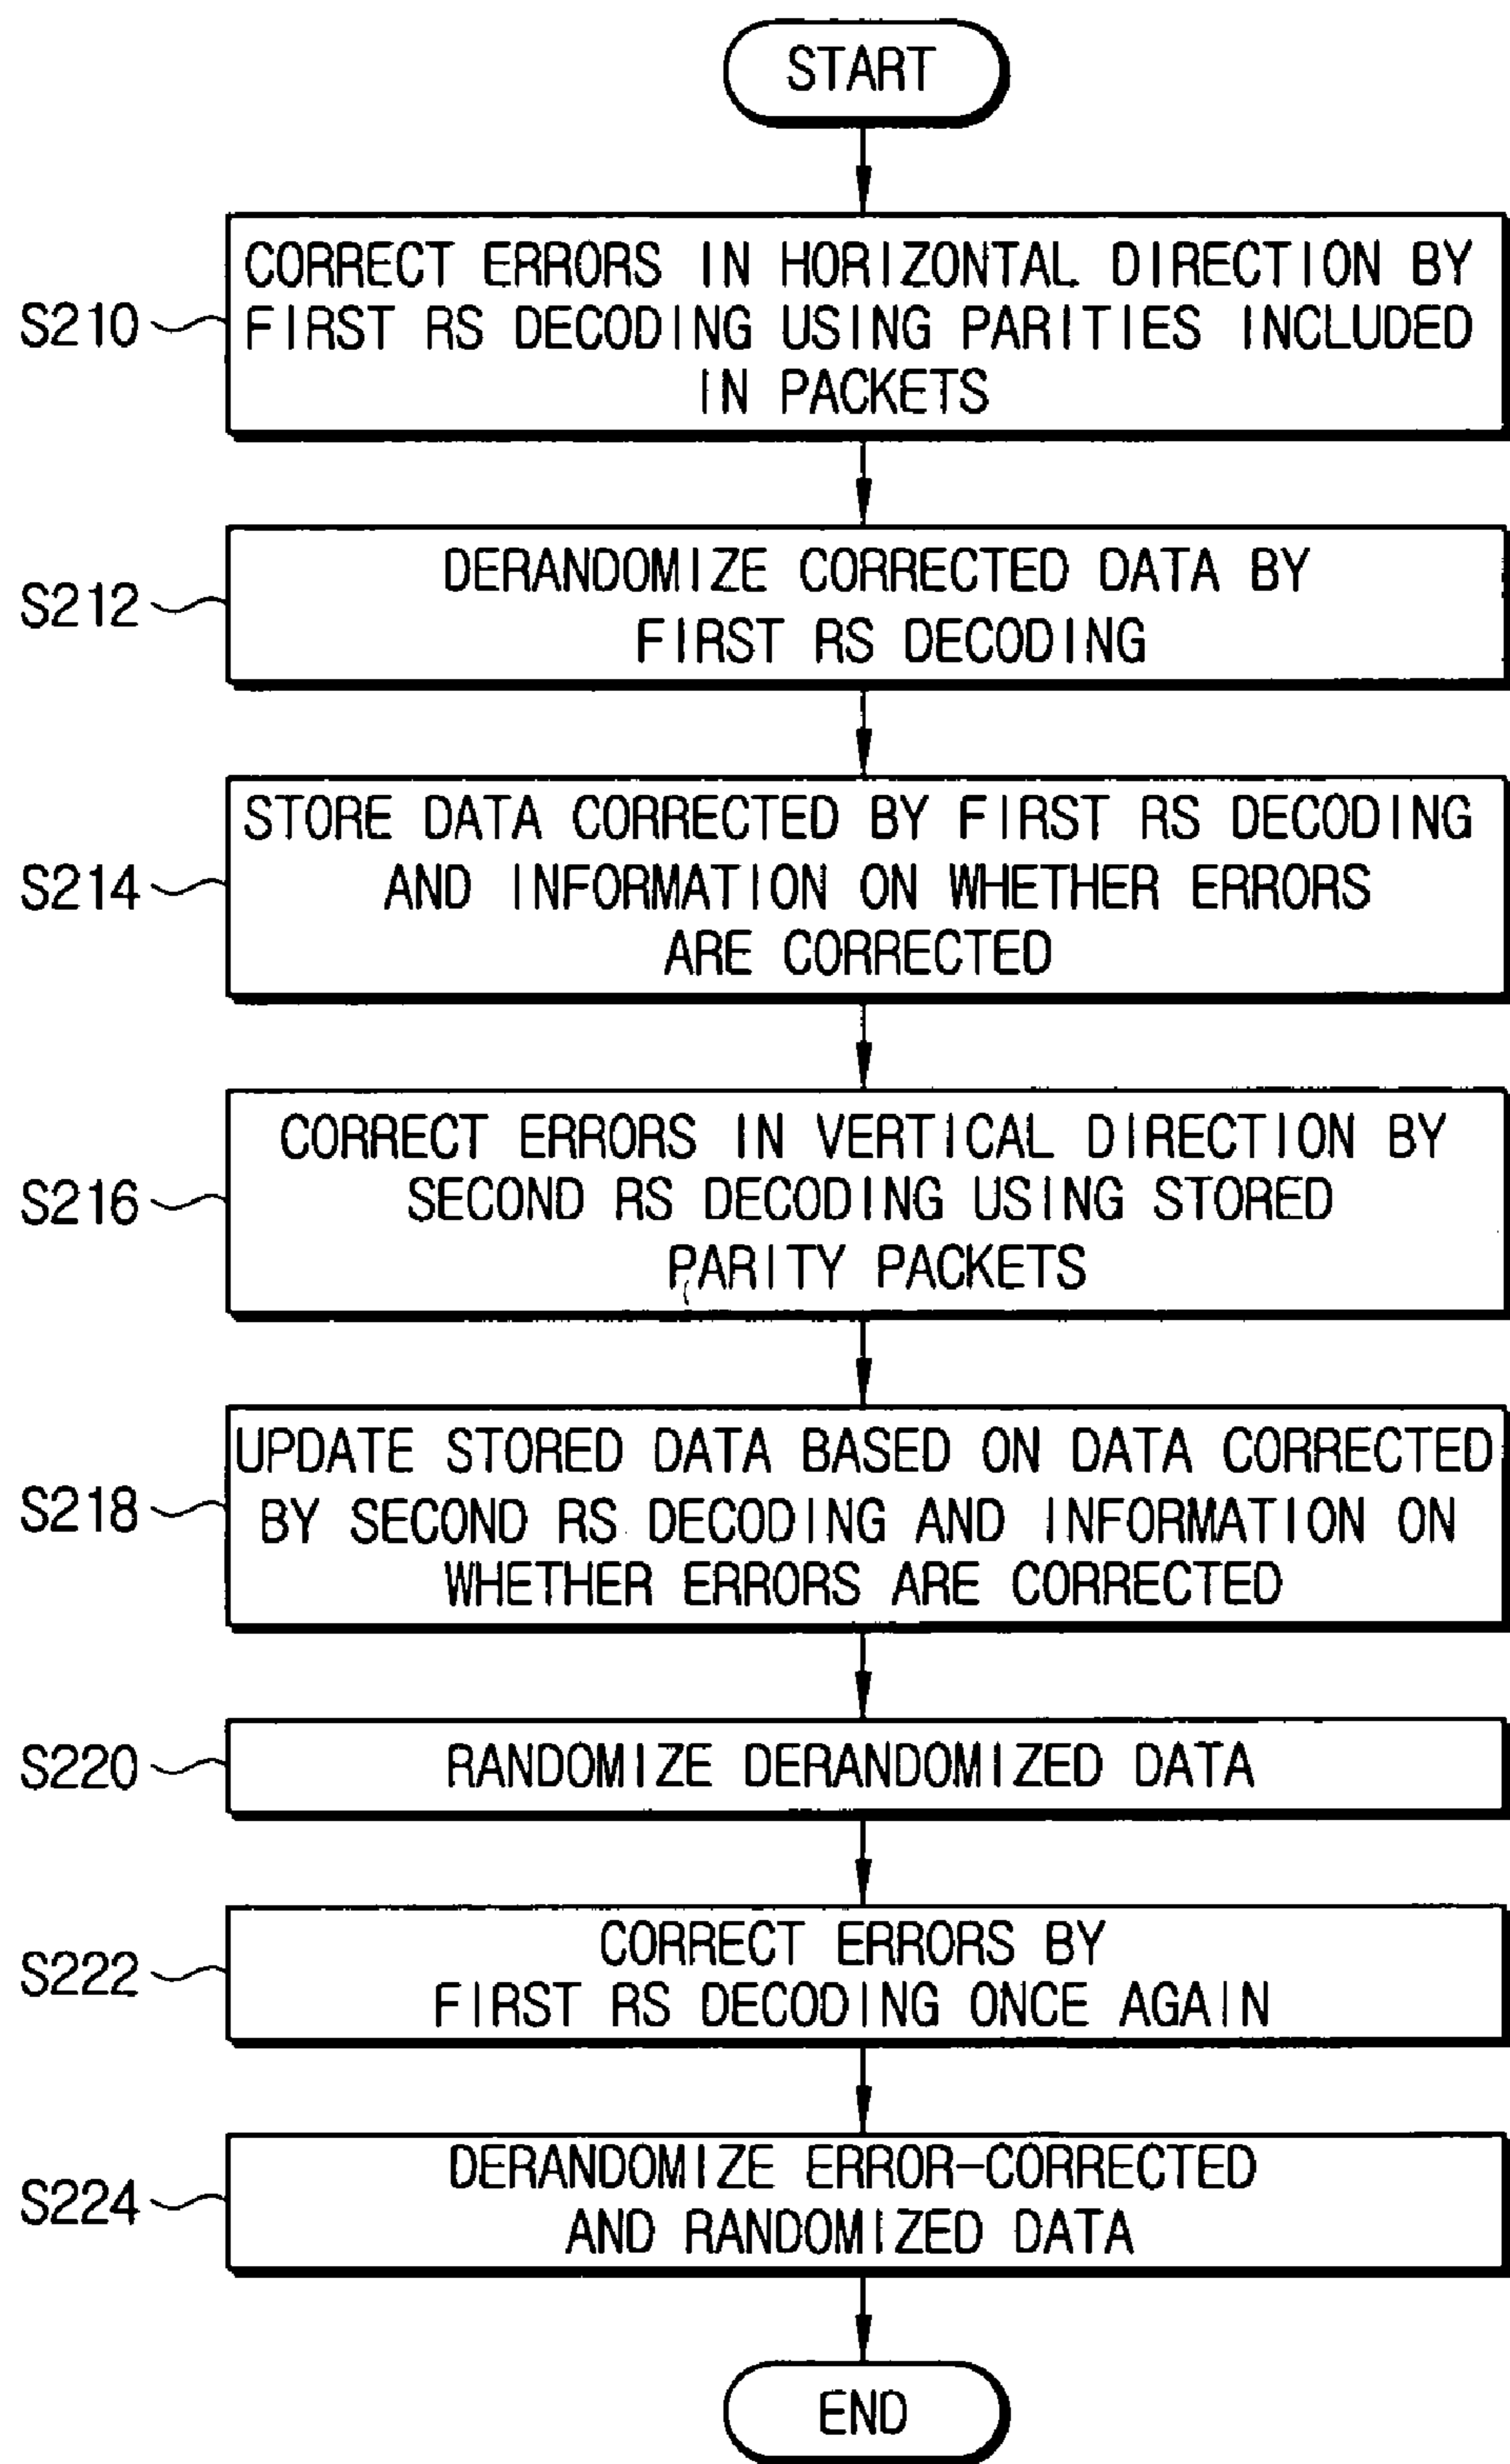 START
S210
CORRECT ERRORS IN HORIZONTAL DIRECTION BY
FIRST RS DECODING USING PARITIES INCLUDED
IN PACKETS
S212
DERANDOMIZE CORRECTED DATA BY
FIRST RS DECODING
S214
STORE DATA CORRECTED BY FIRST RS DECODING
AND INFORMATION ON WHETHER ERRORS
ARE CORRECTED
S216
CORRECT ERRORS IN VERTICAL DIRECTION BY
SECOND RS DECODING USING STORED
PARITY PACKETS
S218
UPDATE STORED DATA BASED ON DATA CORRECTED
BY SECOND RS DECODING AND INFORMATION ON
WHETHER ERRORS ARE CORRECTED
S220
RANDOMIZE DERANDOMIZED DATA
S222
CORRECT ERRORS BY
FIRST RS DECODING ONCE AGAIN
S224
DERANDOMIZE ERROR-CORRECTED
AND RANDOMIZED DATA
END